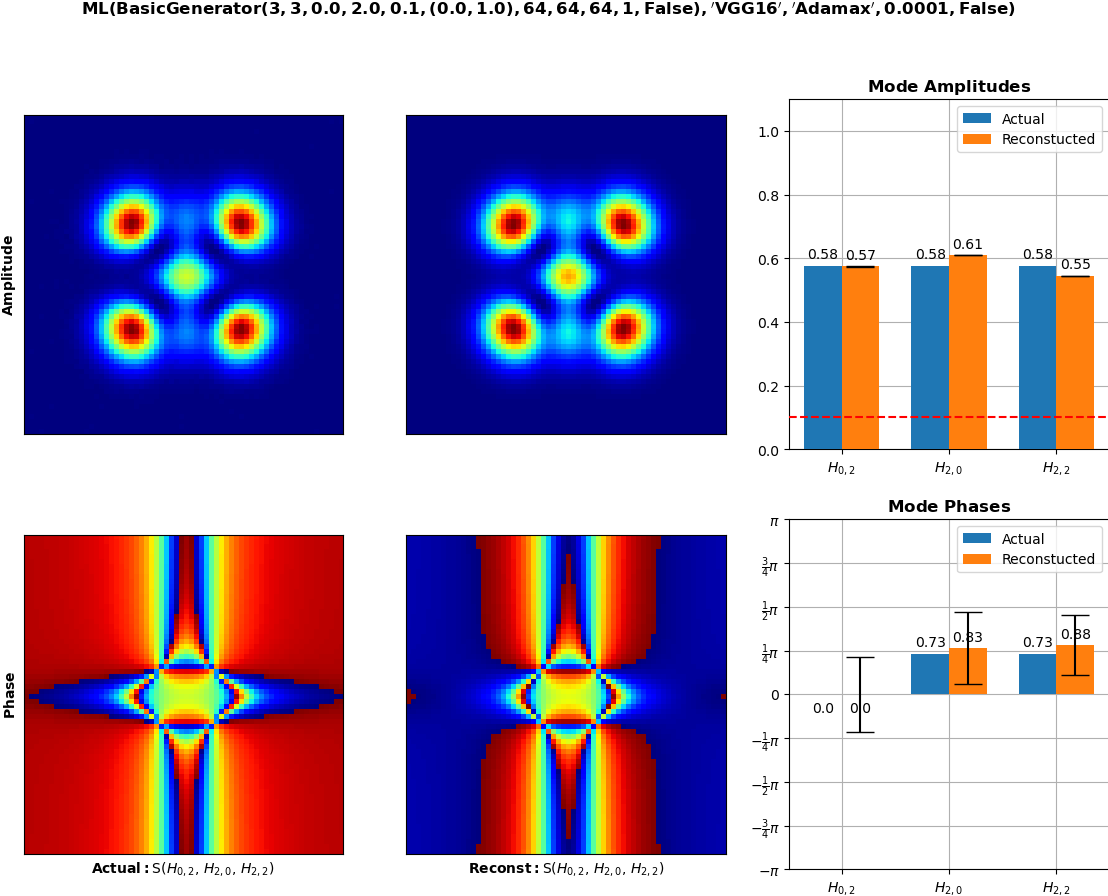 ML(BasicGenerator(3, 3, 0.0, 2.0, 0.1, (0.0, 1.0), 64, 64, 64, 1, False), ′VGG16′, ′Adamax′, 0.0001, False)
Amplitude
Mode Amplitudes
Actual
Reconstucted
1.0
0.8
0.6
0.4
0.2
0.0
0.58
0.57
0.58
0.61
0.58
0.55
H0, 2
H2, 0
H2, 2
Phase
Actual: S(H0, 2, H2, 0, H2, 2)
Reconst: S(H0, 2, H2, 0, H2, 2)
Mode Phases
Actual
Reconstucted
π
3/4π
1/2π
1/4π
0
−1/4π
−1/2π
−3/4π
−π
0.0
0.0
0.73
0.83
0.73
0.88
H0, 2
H2, 0
H2, 2